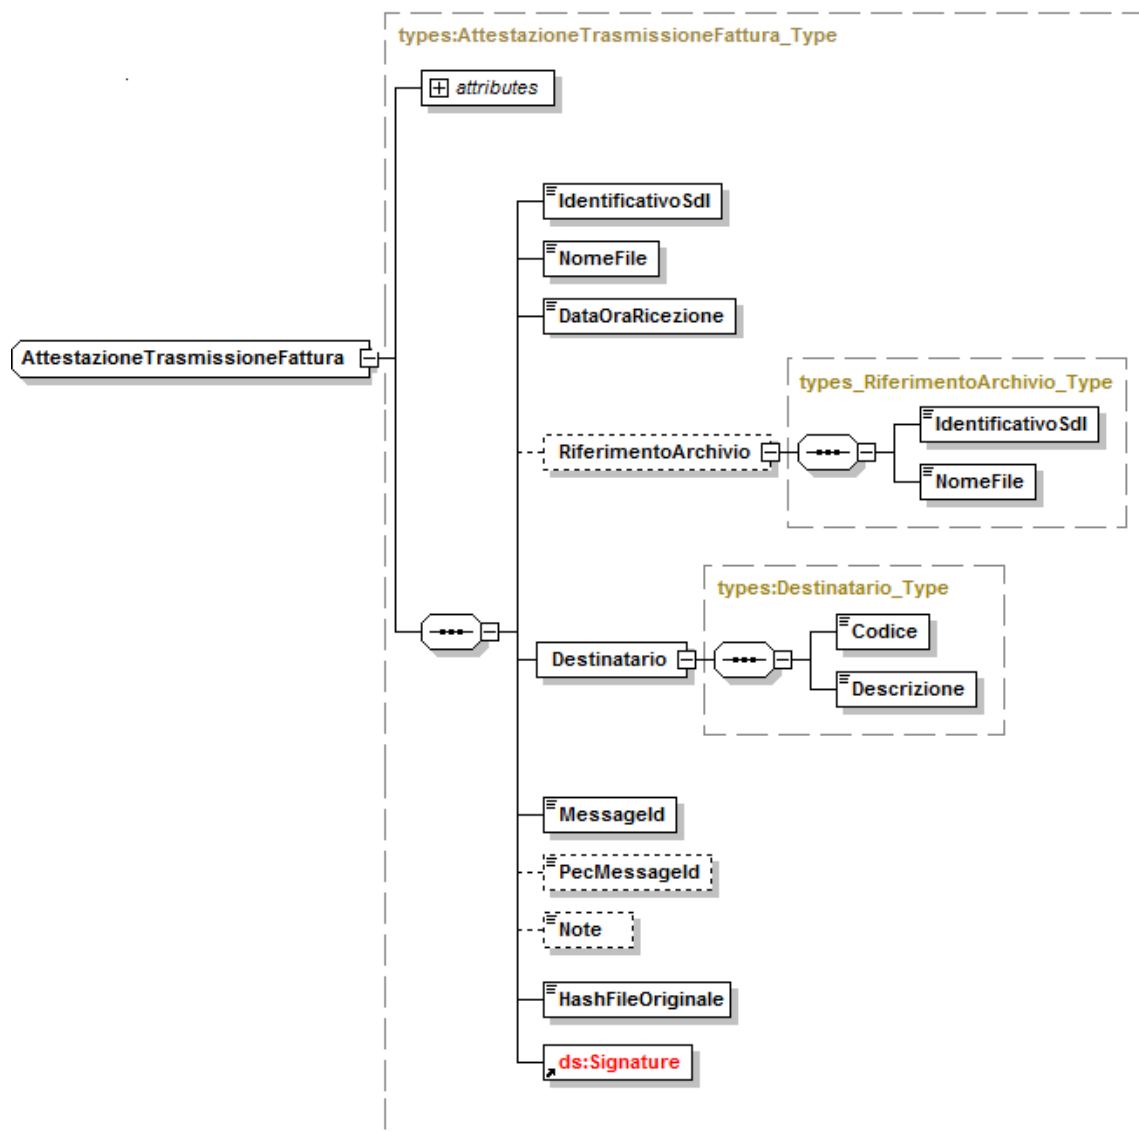 types:AttestazioneTrasmissioneFattura_Type
attributes
IdentificativoSdI
NomeFile
DataOraRicezione
AttestazioneTrasmissioneFattura
types_RiferimentoArchivio_Type
RiferimentoArchivio
IdentificativoSdI
NomeFile
types:Destinatario_Type
Destinatario
Codice
Descrizione
MessageId
PecMessageId
Note
HashFileOriginale
ds:Signature